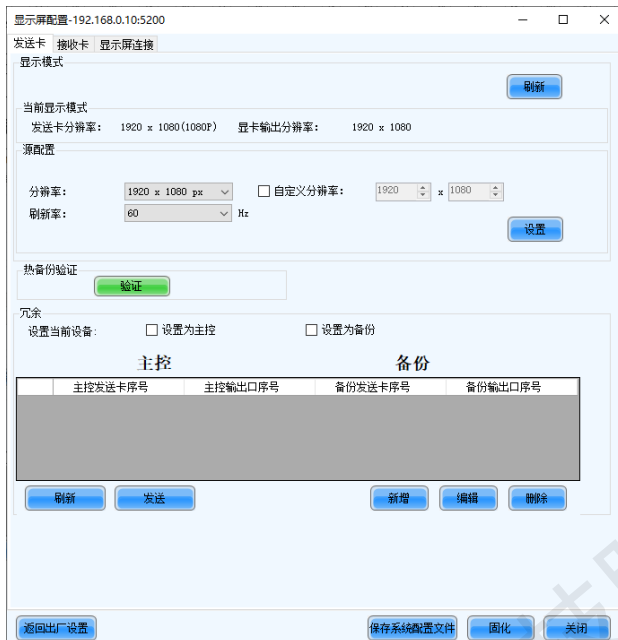 显示屏配置-192.168.0.10:5200
发送卡 接收卡 显示屏连接
显示模式
刷新
当前显示模式
发送卡分辨率: 1920 x 1080(1080P) 显卡输出分辨率: 1920 x 1080
源配置
分辨率: 1920 x 1080 px 自定义分辨率: 1920 x 1080
刷新率: 60 Hz
设置
热备份验证
验证
冗余
设置当前设备: 设置为主控 设置为备份
主控 备份
主控发送卡序号 主控输出口序号 备份发送卡序号 备份输出口序号
刷新 发送 新增 编辑 删除
返回出厂设置 保存系统配置文件 固化 关闭